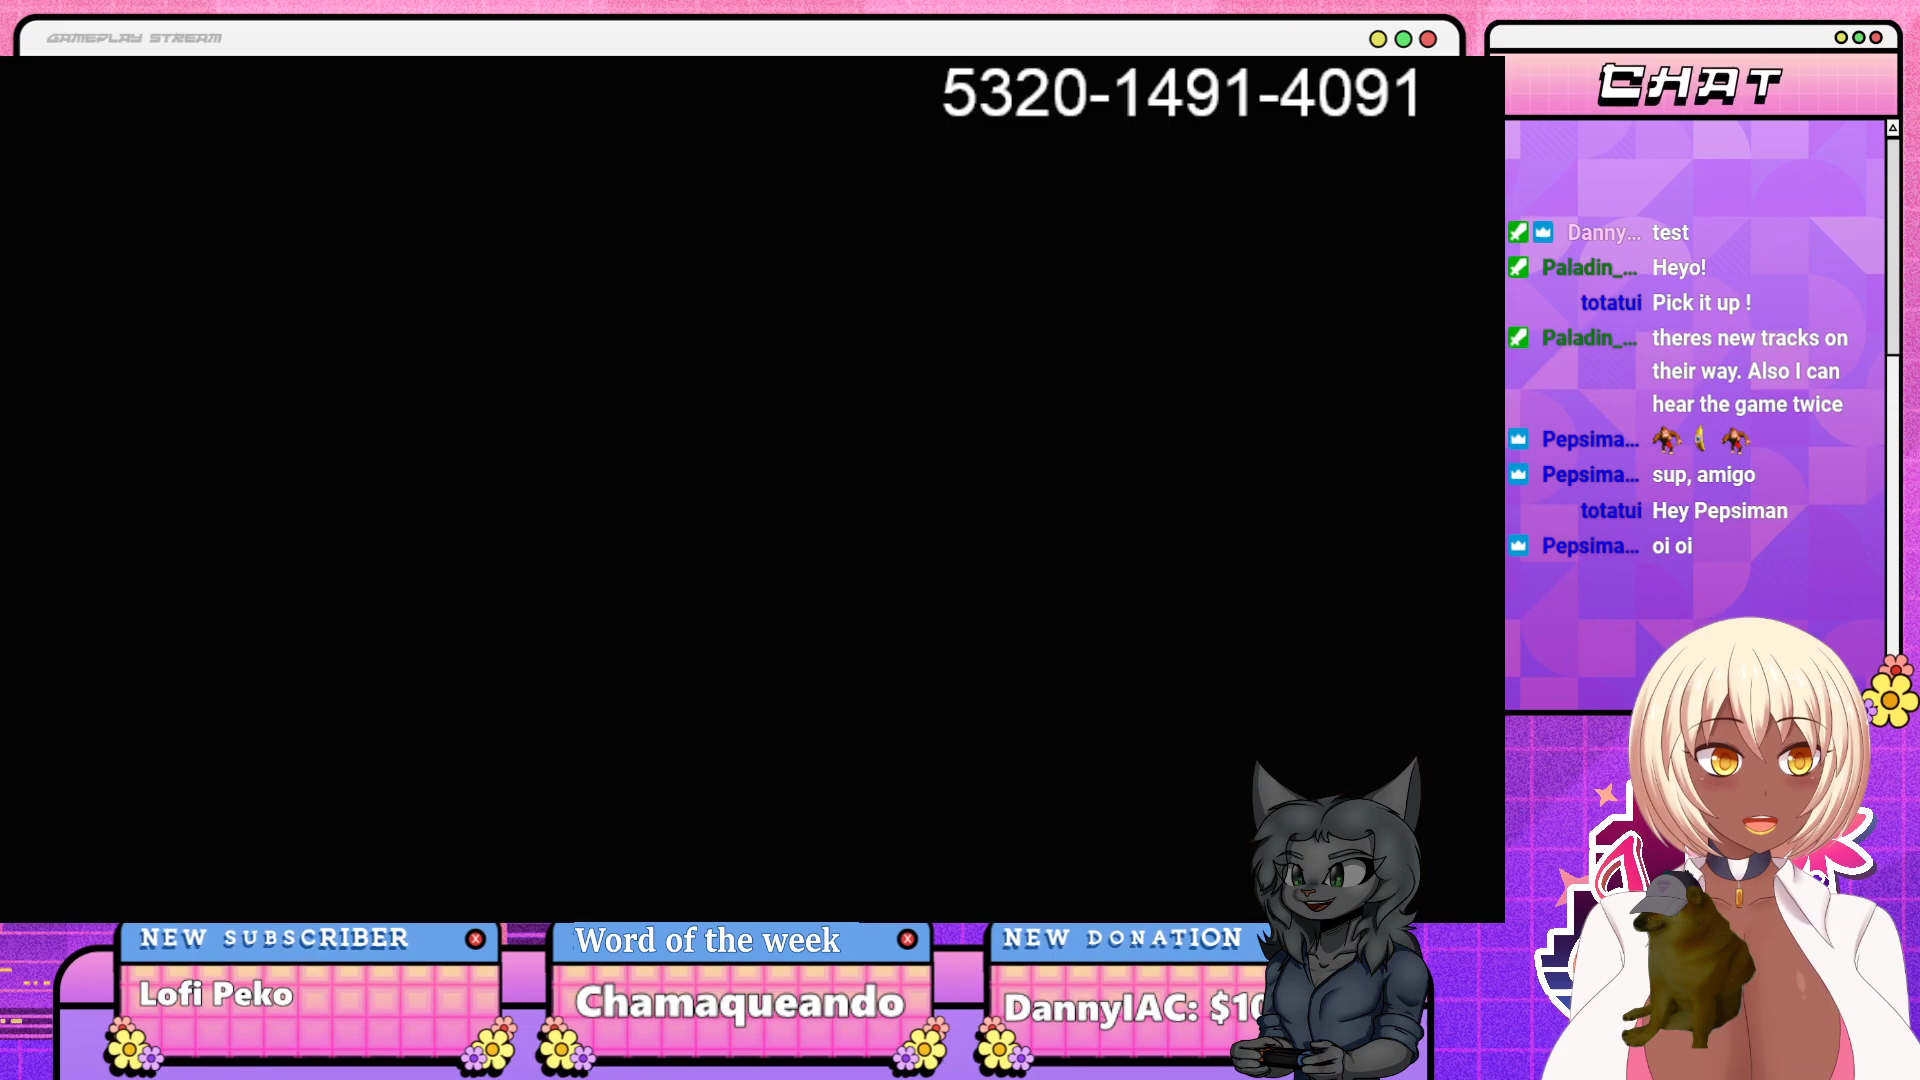 GAMEPLAY STREAM
5320-1491-4091
CHAT
Danny... test
Paladin_... Heyo!
totatui Pick it up !
Paladin_... theres new tracks on
their way. Also I can
hear the game twice
Pepsima...
Pepsima... sup, amigo
totatui Hey Pepsiman
Pepsima... oi oi
NEW SUBSCRIBER
Lofi Peko
Word of the week
Chamaqueando
NEW DONATION
DannyIAC: $10